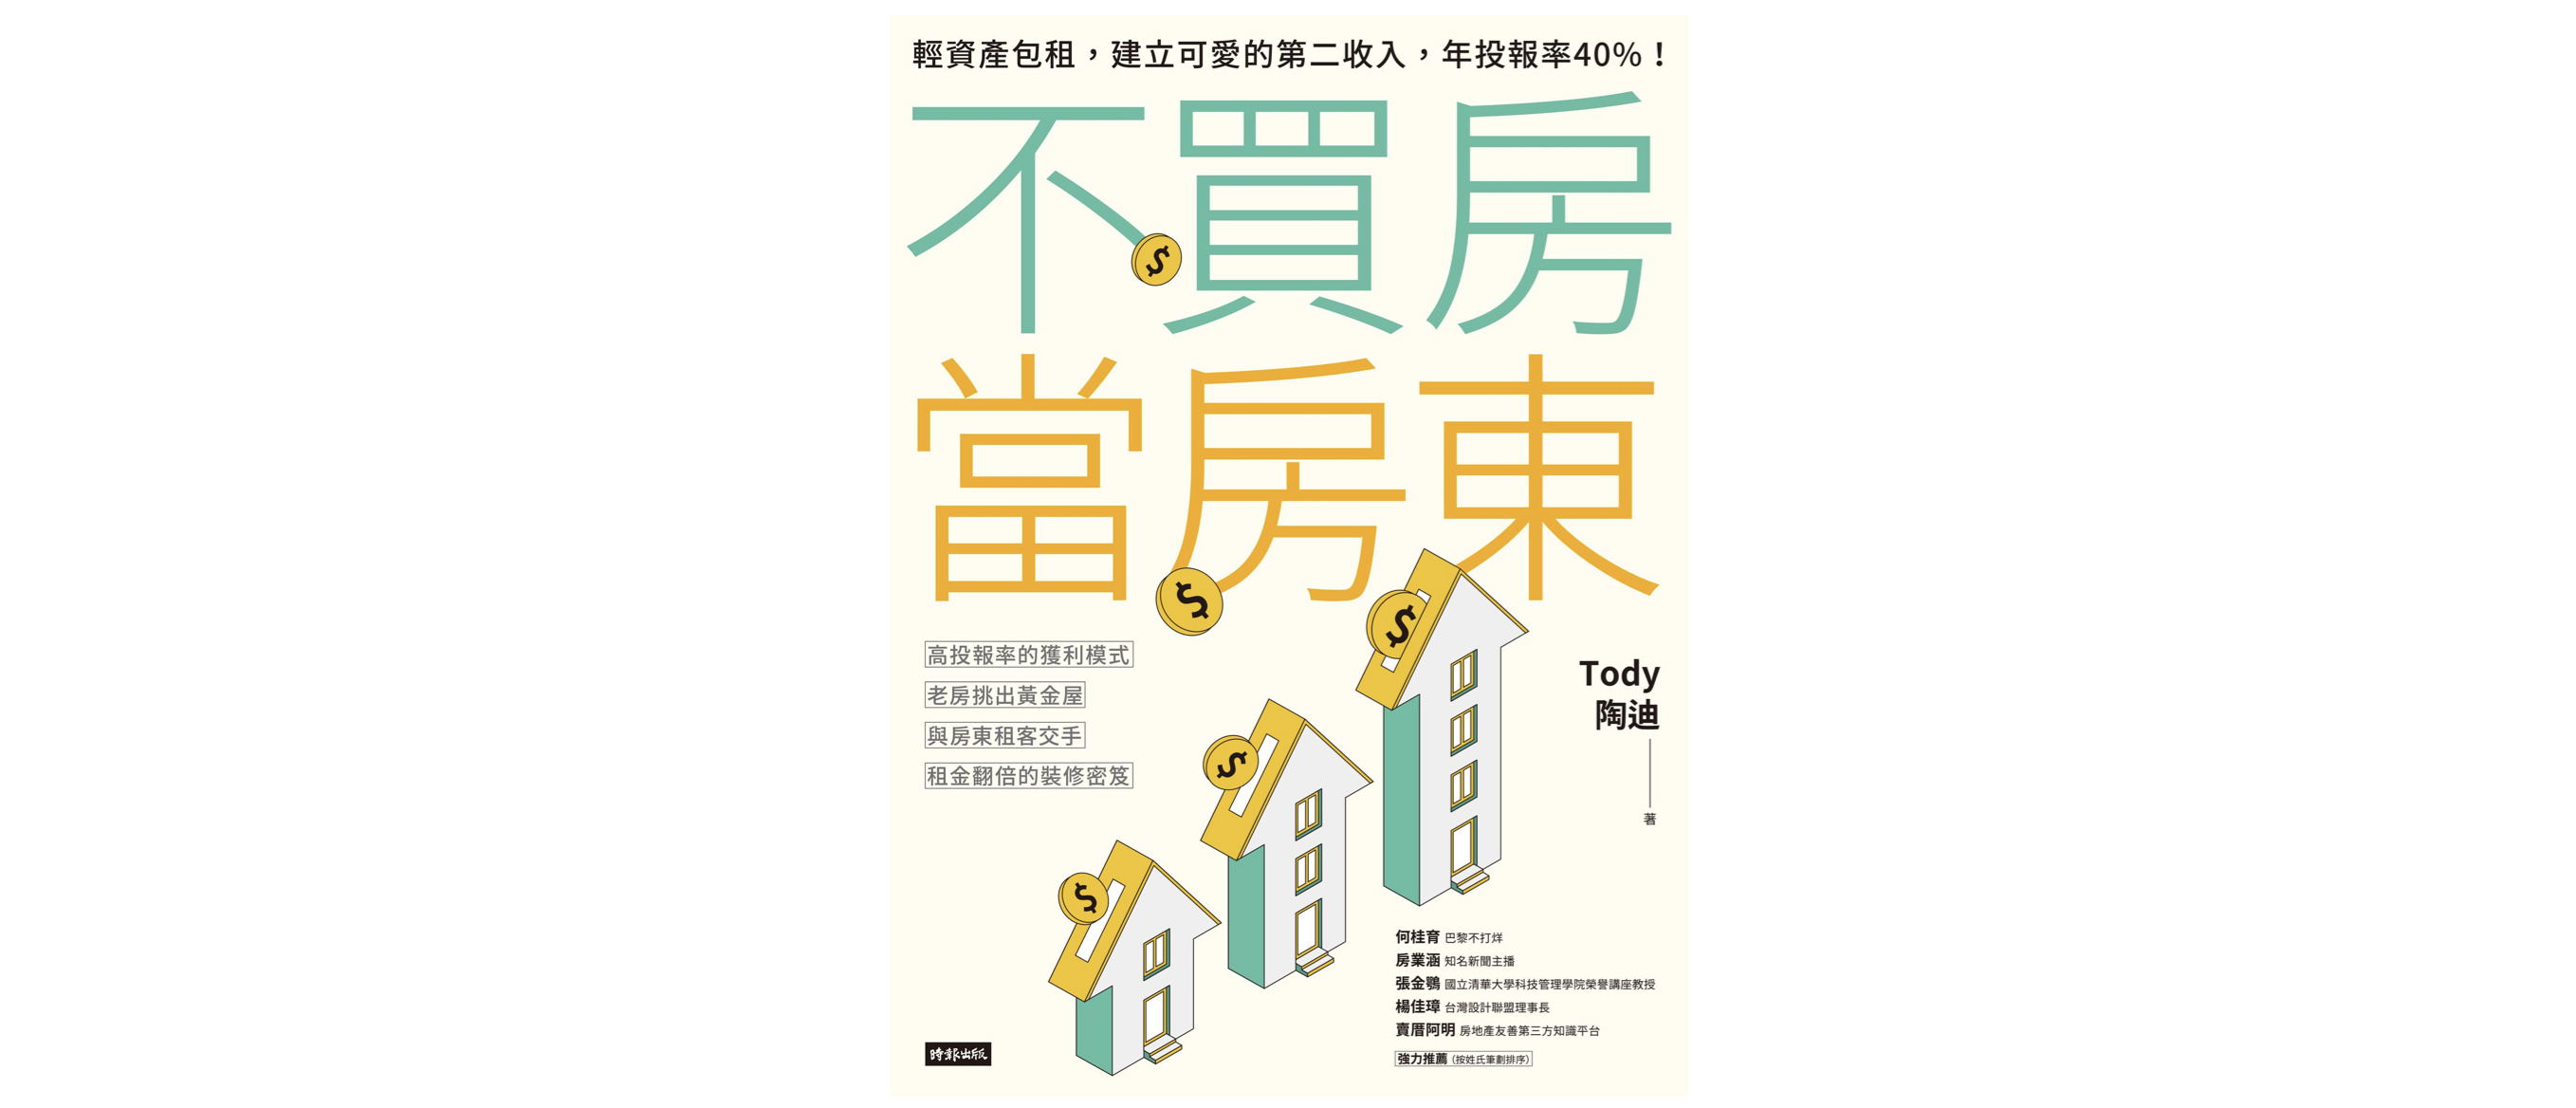 輕資產包租，建立可愛的第二收入，年投報率40%！
不買房
當房東
高投報率的獲利模式
老房挑出黃金屋
與房東租客交手
租金翻倍的裝修密笈
Tody
陶迪
著
何桂育 巴黎不打烊
房業涵 知名新聞主播
張金鶚 國立清華大學科技管理學院榮譽講座教授
楊佳璋 台灣設計聯盟理事長
賣厝阿明 房地產友善第三方知識平台
強力推薦（按姓氏筆劃排序）
時報出版